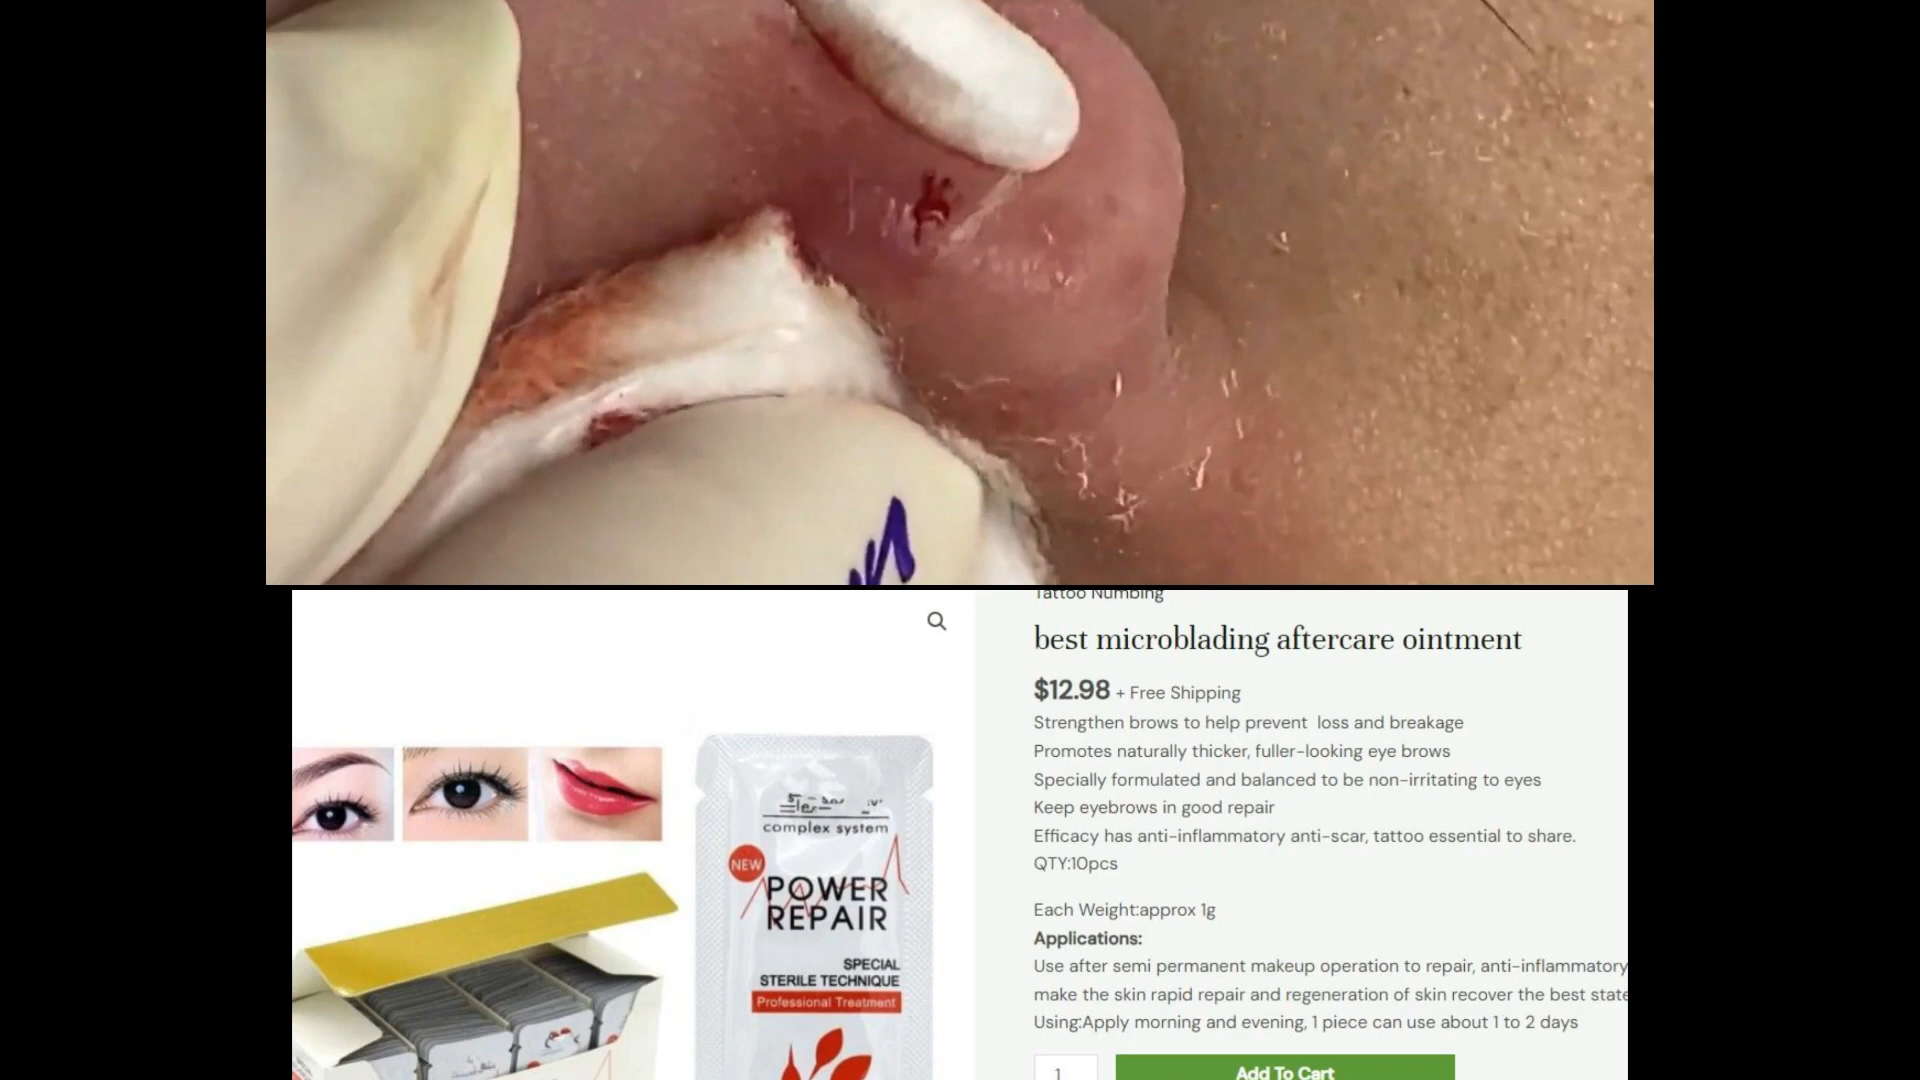 Tattoo Numbing
best microblading aftercare ointment
$12.98 + Free Shipping
Strengthen brows to help prevent loss and breakage
Promotes naturally thicker, fuller-looking eye brows
Specially formulated and balanced to be non-irritating to eyes
Keep eyebrows in good repair
Efficacy has anti-inflammatory anti-scar, tattoo essential to share.
QTY:10pcs
Each Weight:approx 1g
Applications:
Use after semi permanent makeup operation to repair, anti-inflammatory
make the skin rapid repair and regeneration of skin recover the best state
Using:Apply morning and evening, 1 piece can use about 1 to 2 days
1
Add To Cart
complex system
NEW
POWER
REPAIR
SPECIAL
STERILE TECHNIQUE
Professional Treatment